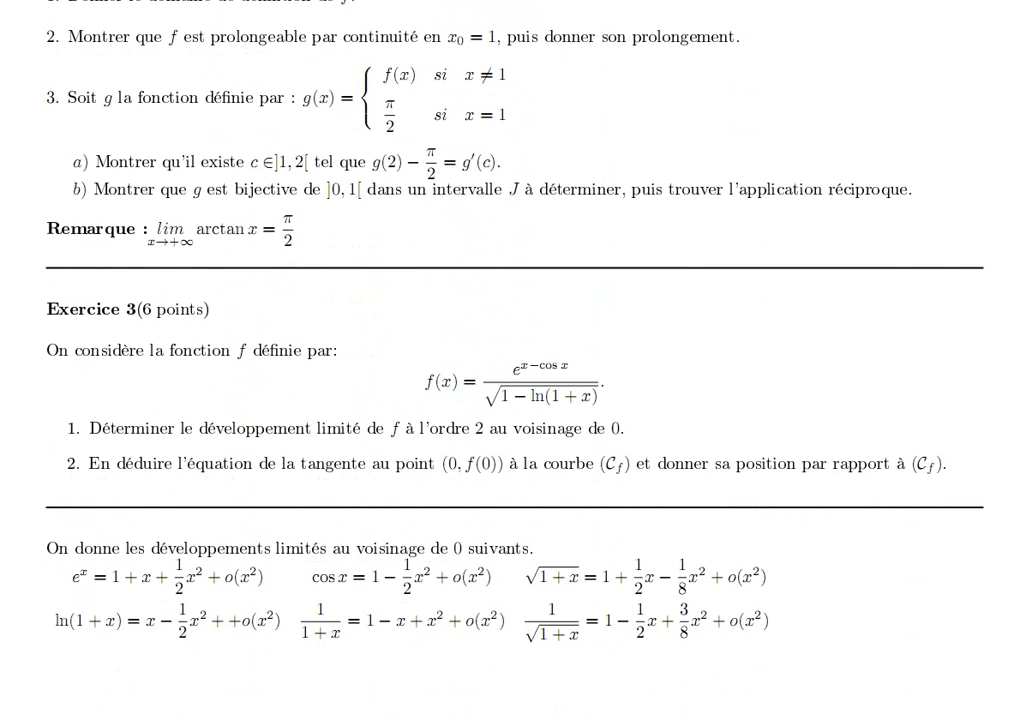 2. Montrer que f est prolongeable par continuité en x₀ = 1, puis donner son prolongement.
3. Soit g la fonction définie par : g(x) = { f(x) si x ≠ 1
π/2 si x = 1
a) Montrer qu'il existe c ∈]1, 2[ tel que g(2) − π/2 = g′(c).
b) Montrer que g est bijective de ]0, 1[ dans un intervalle J à déterminer, puis trouver l'application réciproque.
Remarque : lim x→+∞ arctan x = π/2
Exercice 3(6 points)
On considère la fonction f définie par:
f(x) = e^(x−cos x) / √(1 − ln(1 + x)).
1. Déterminer le développement limité de f à l'ordre 2 au voisinage de 0.
2. En déduire l'équation de la tangente au point (0, f(0)) à la courbe (C_f) et donner sa position par rapport à (C_f).
On donne les développements limités au voisinage de 0 suivants.
eˣ = 1 + x + 1/2 x² + o(x²) cos x = 1 − 1/2 x² + o(x²) √(1 + x) = 1 + 1/2 x − 1/8 x² + o(x²)
ln(1 + x) = x − 1/2 x² + +o(x²) 1/(1 + x) = 1 − x + x² + o(x²) 1/√(1 + x) = 1 − 1/2 x + 3/8 x² + o(x²)